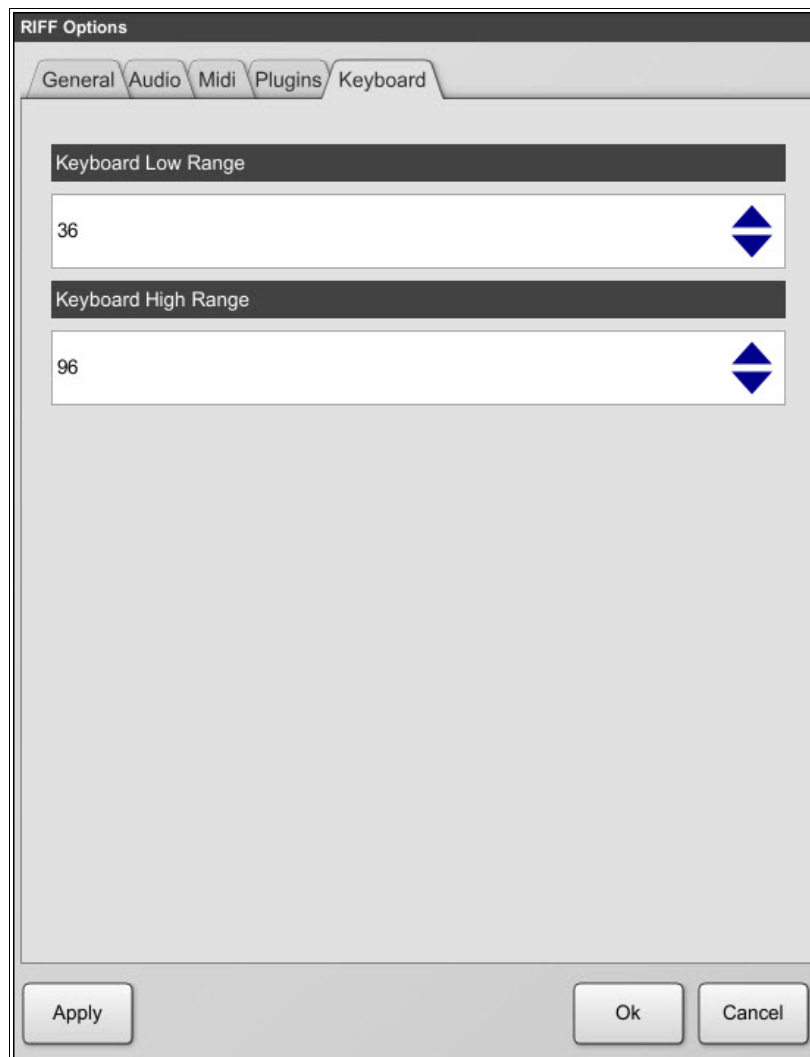 RIFF Options
General Audio Midi Plugins Keyboard
Keyboard Low Range
36
Keyboard High Range
96
Apply Ok Cancel